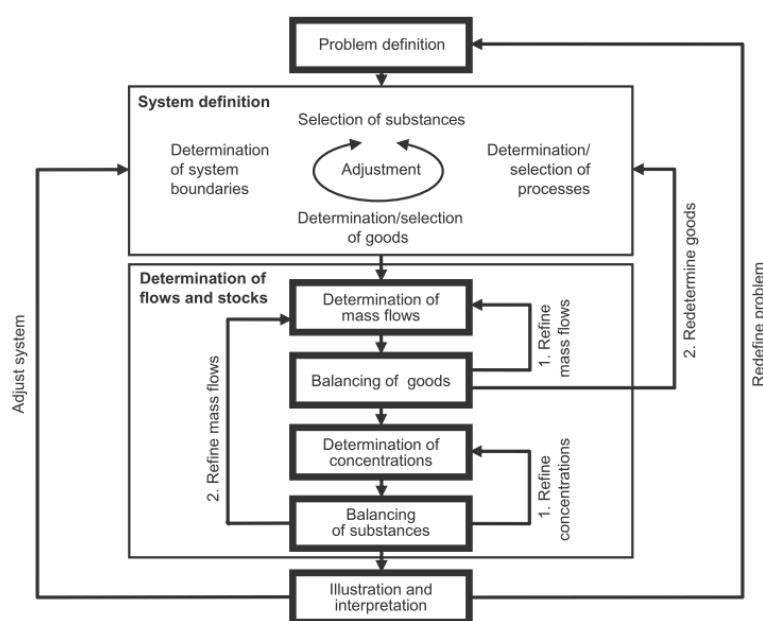 Problem definition
System definition
Selection of substances
Determination
of system
boundaries
Adjustment
Determination/
selection of
processes
Determination/selection
of goods
Determination of
flows and stocks
Determination of
mass flows
1. Refine
mass flows
Balancing of goods
2. Redetermine goods
Redefine problem
Adjust system
2. Refine mass flows
Determination of
concentrations
1. Refine
concentrations
Balancing
of substances
Illustration and
interpretation